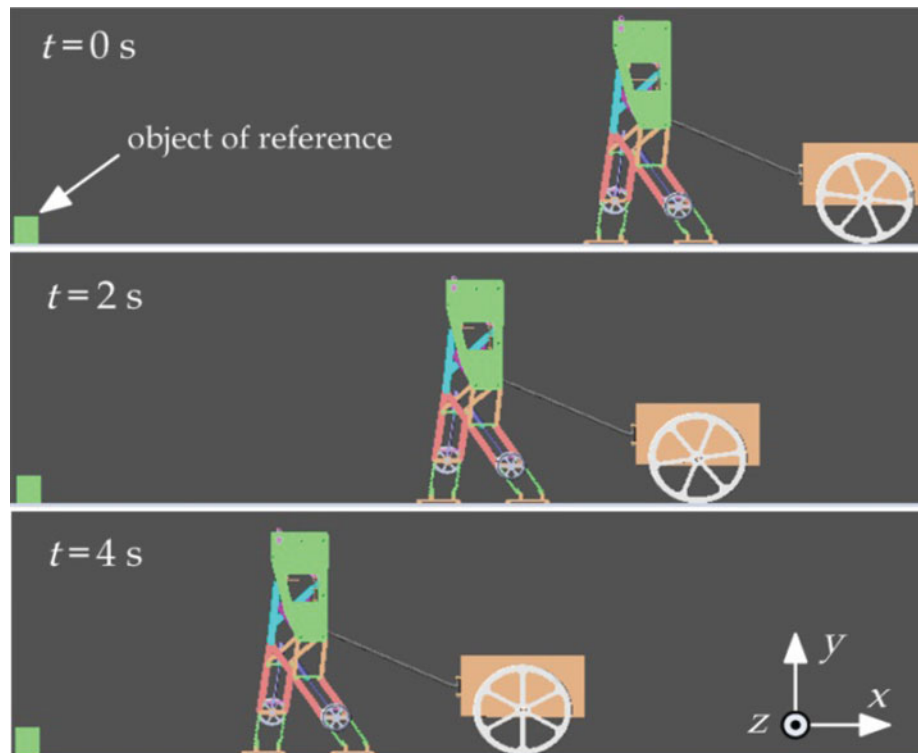 t = 0 s
object of reference
t = 2 s
t = 4 s
y
z
x